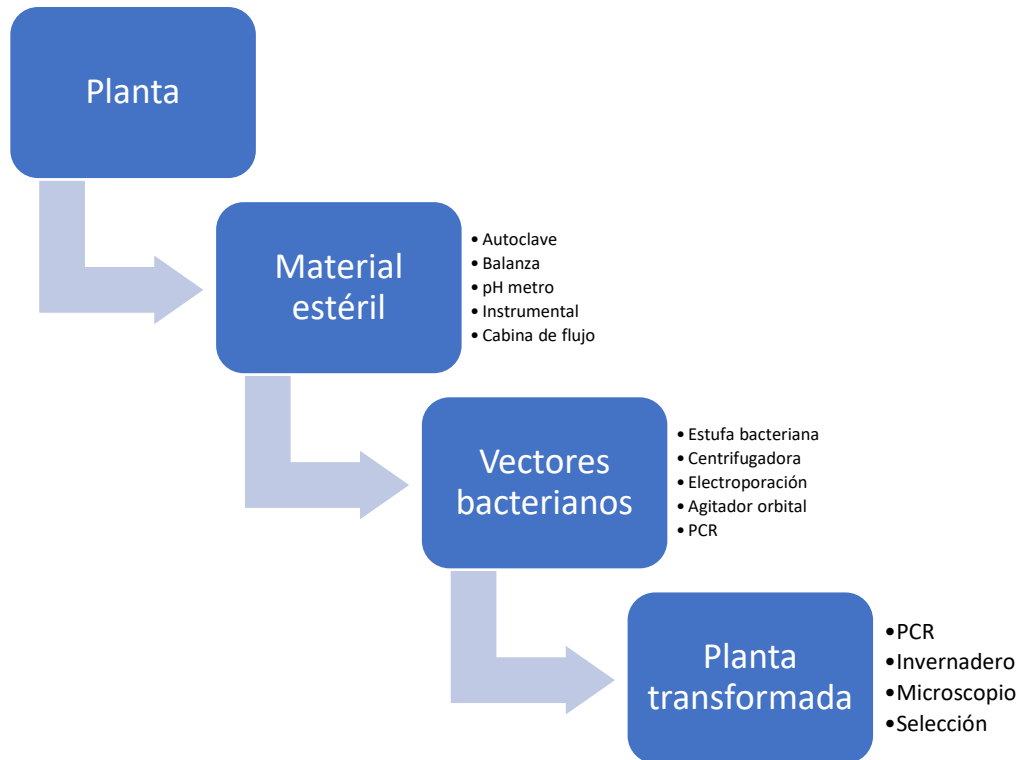 Planta
Material
estéril
• Autoclave
• Balanza
• pH metro
• Instrumental
• Cabina de flujo
Vectores
bacterianos
• Estufa bacteriana
• Centrifugadora
• Electroporación
• Agitador orbital
• PCR
Planta
transformada
•PCR
•Invernadero
•Microscopio
•Selección